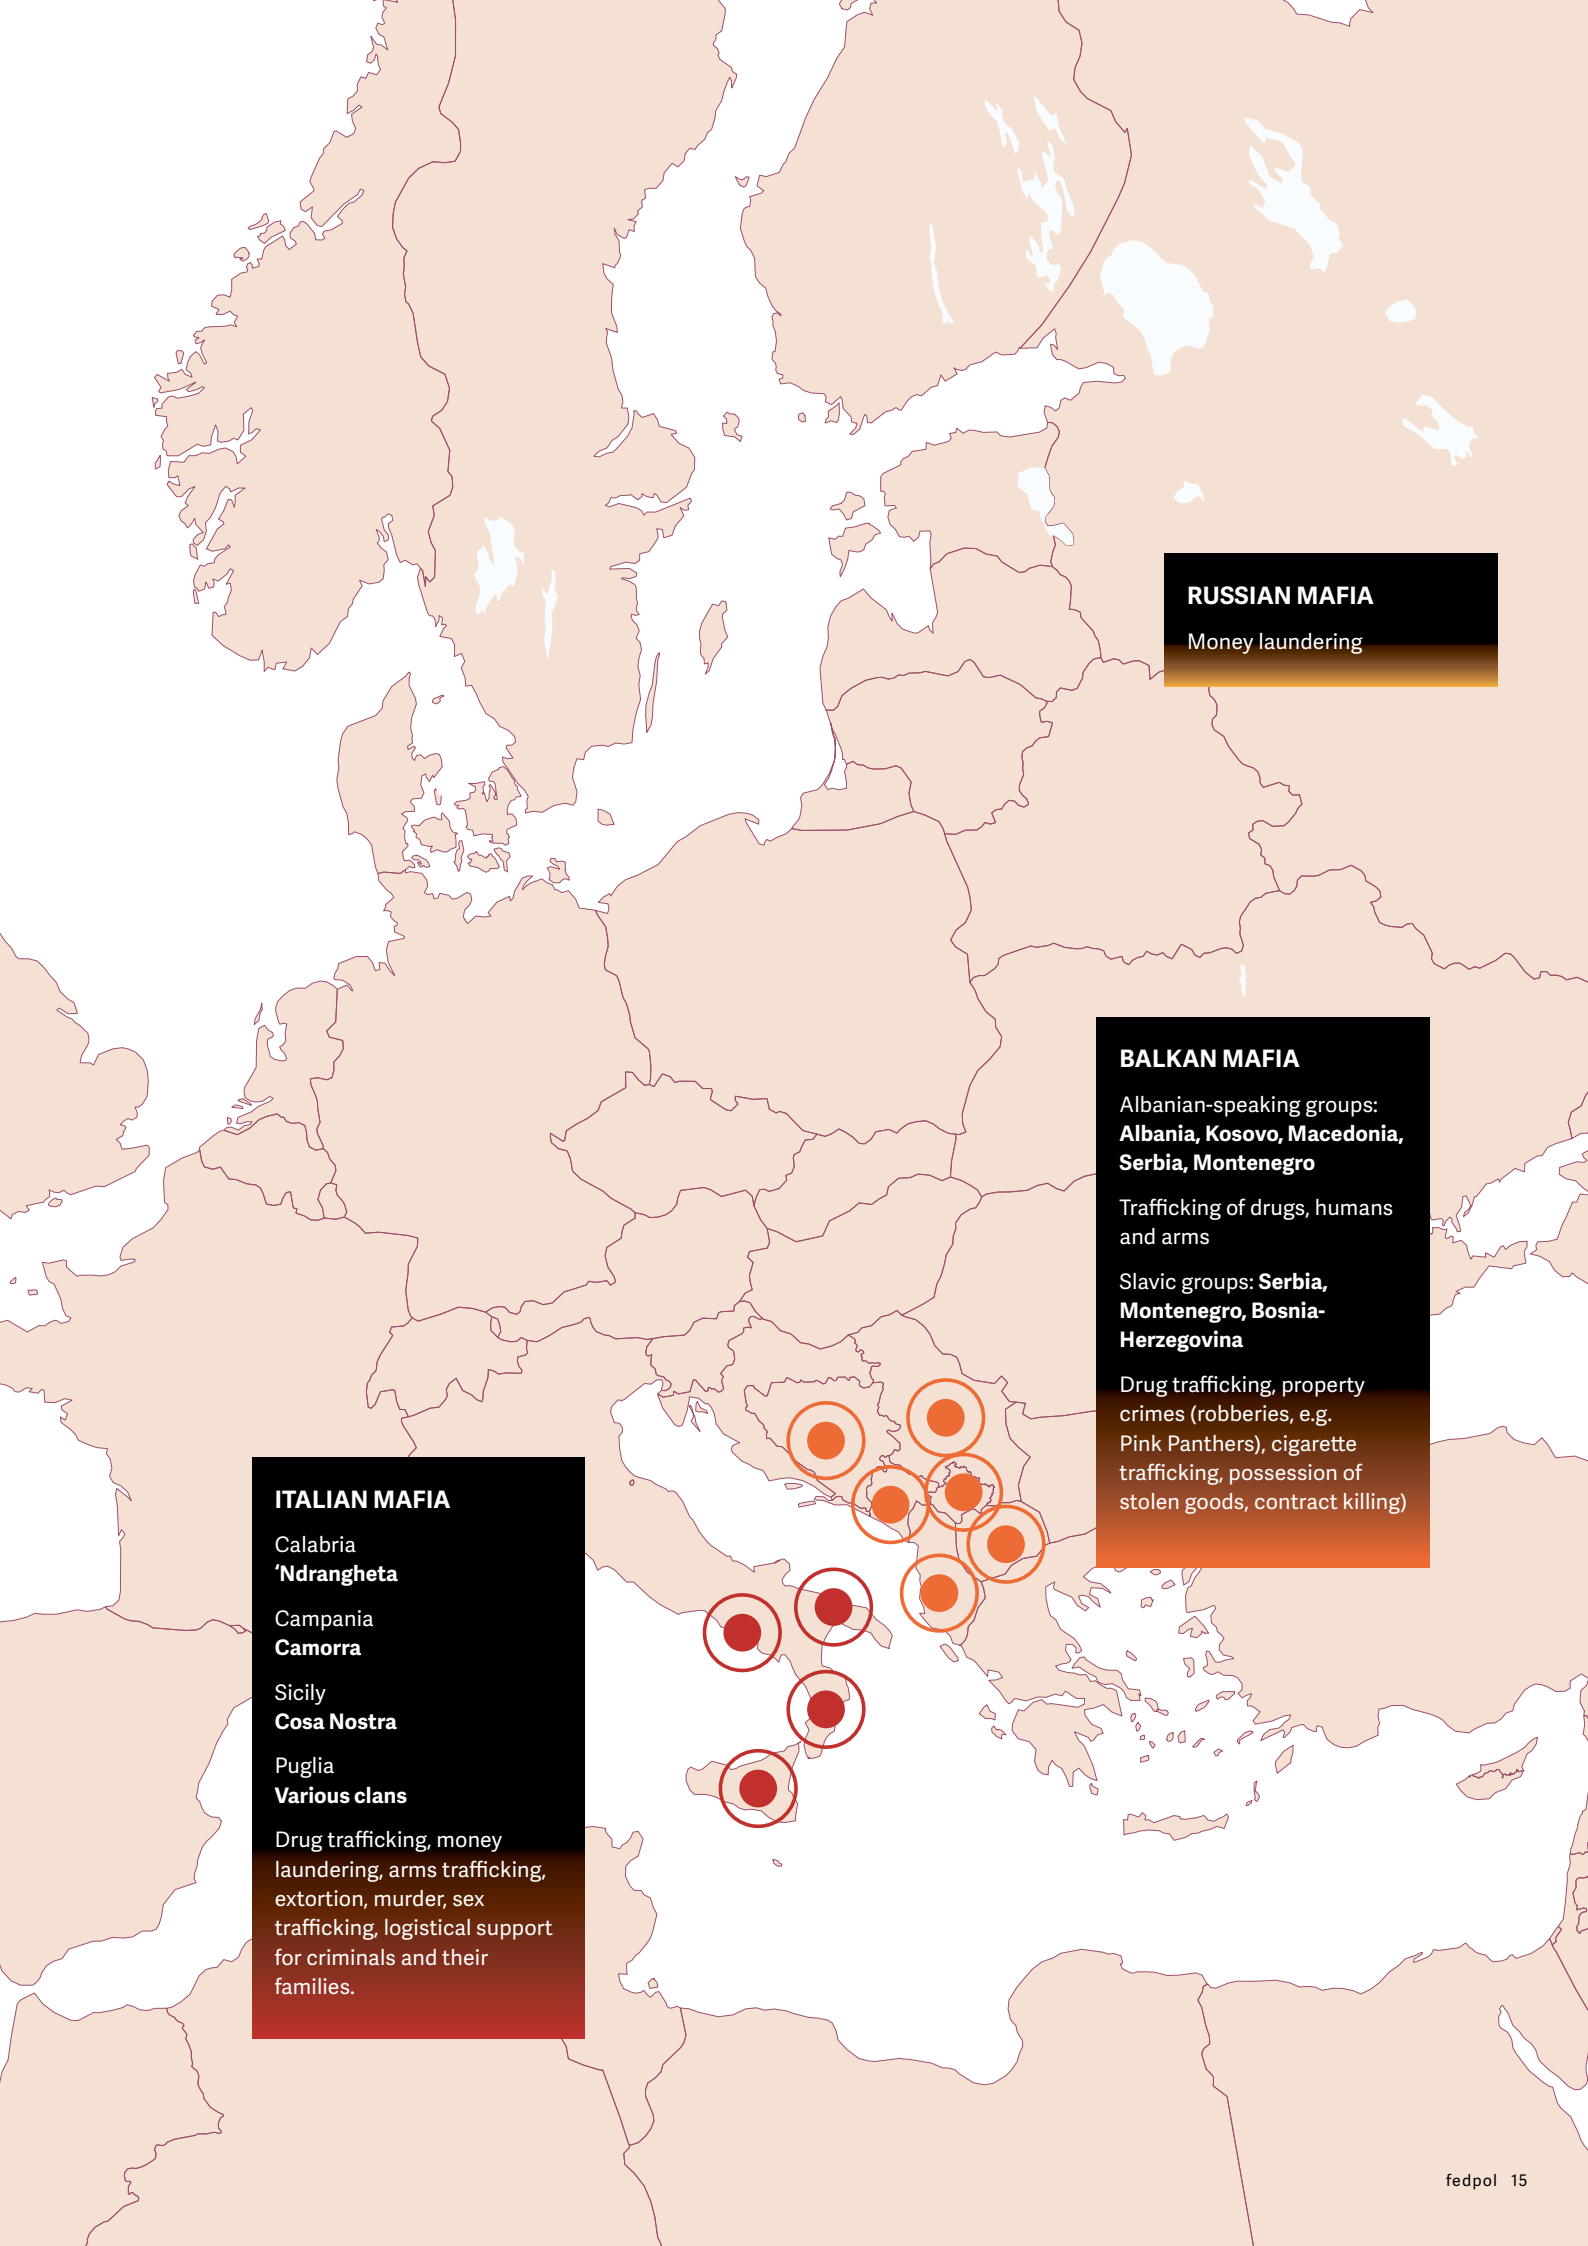 RUSSIAN MAFIA
Money laundering
BALKAN MAFIA
Albanian-speaking groups:
Albania, Kosovo, Macedonia,
Serbia, Montenegro
Trafficking of drugs, humans
and arms
Slavic groups: Serbia,
Montenegro, Bosnia-
Herzegovina
Drug trafficking, property
crimes (robberies, e.g.
Pink Panthers), cigarette
trafficking, possession of
stolen goods, contract killing)
ITALIAN MAFIA
Calabria
‘Ndrangheta
Campania
Camorra
Sicily
Cosa Nostra
Puglia
Various clans
Drug trafficking, money
laundering, arms trafficking,
extortion, murder, sex
trafficking, logistical support
for criminals and their
families.
fedpol 15